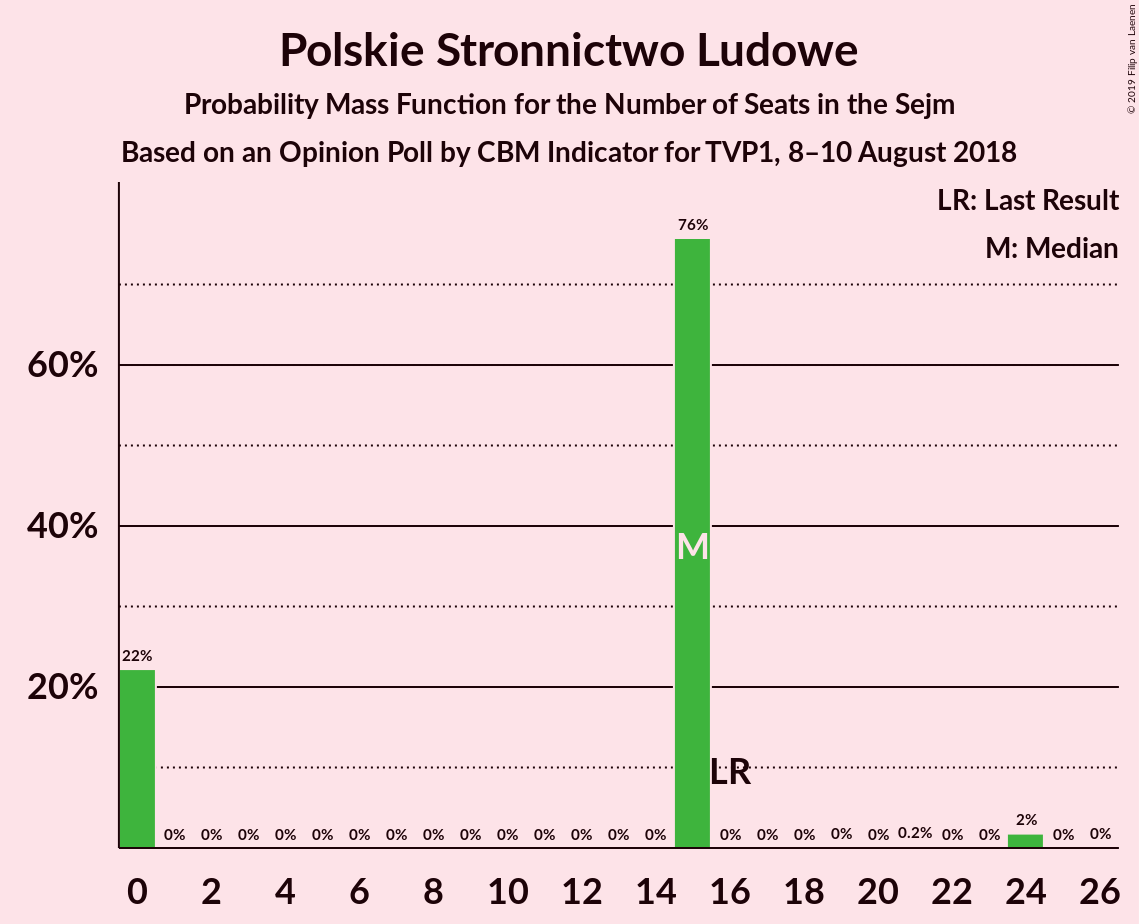 Polskie Stronnictwo Ludowe
Probability Mass Function for the Number of Seats in the Sejm
Based on an Opinion Poll by CBM Indicator for TVP1, 8–10 August 2018
© 2019 Filip van Laenen
LR: Last Result
M: Median
76%
60%
40%
M
22%
20%
LR
0% 0% 0% 0% 0% 0% 0% 0% 0% 0% 0% 0% 0% 0% 0% 0% 0% 0% 0% 0.2% 0% 0% 2% 0% 0%
0 2 4 6 8 10 12 14 16 18 20 22 24 26